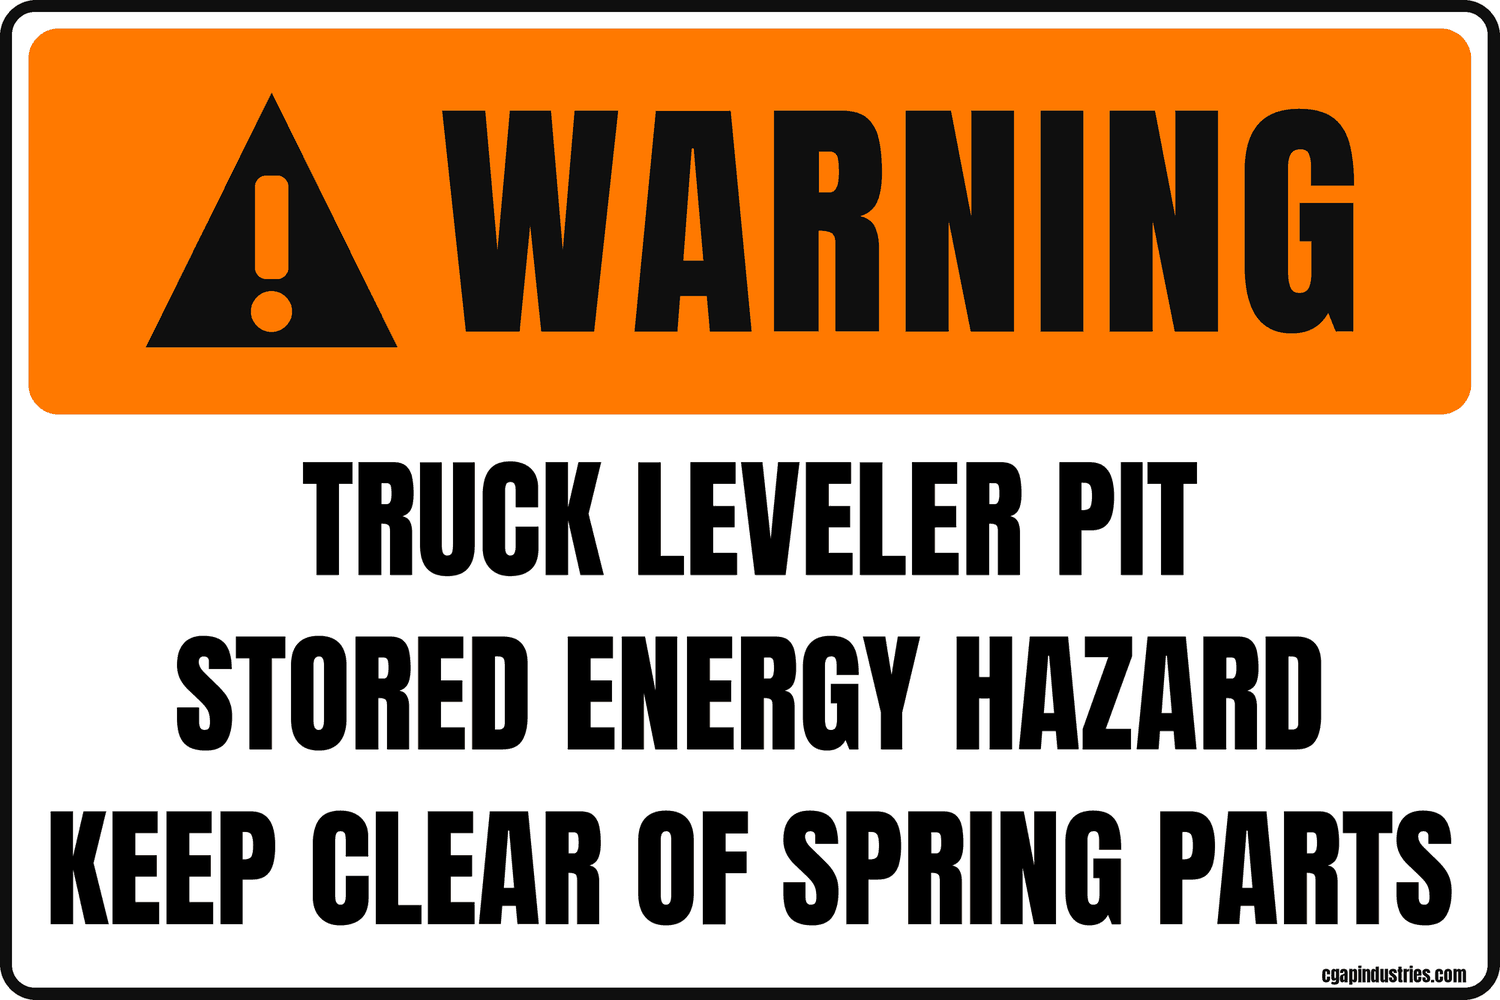 WARNING
TRUCK LEVELER PIT
STORED ENERGY HAZARD
KEEP CLEAR OF SPRING PARTS
cgapindustries.com